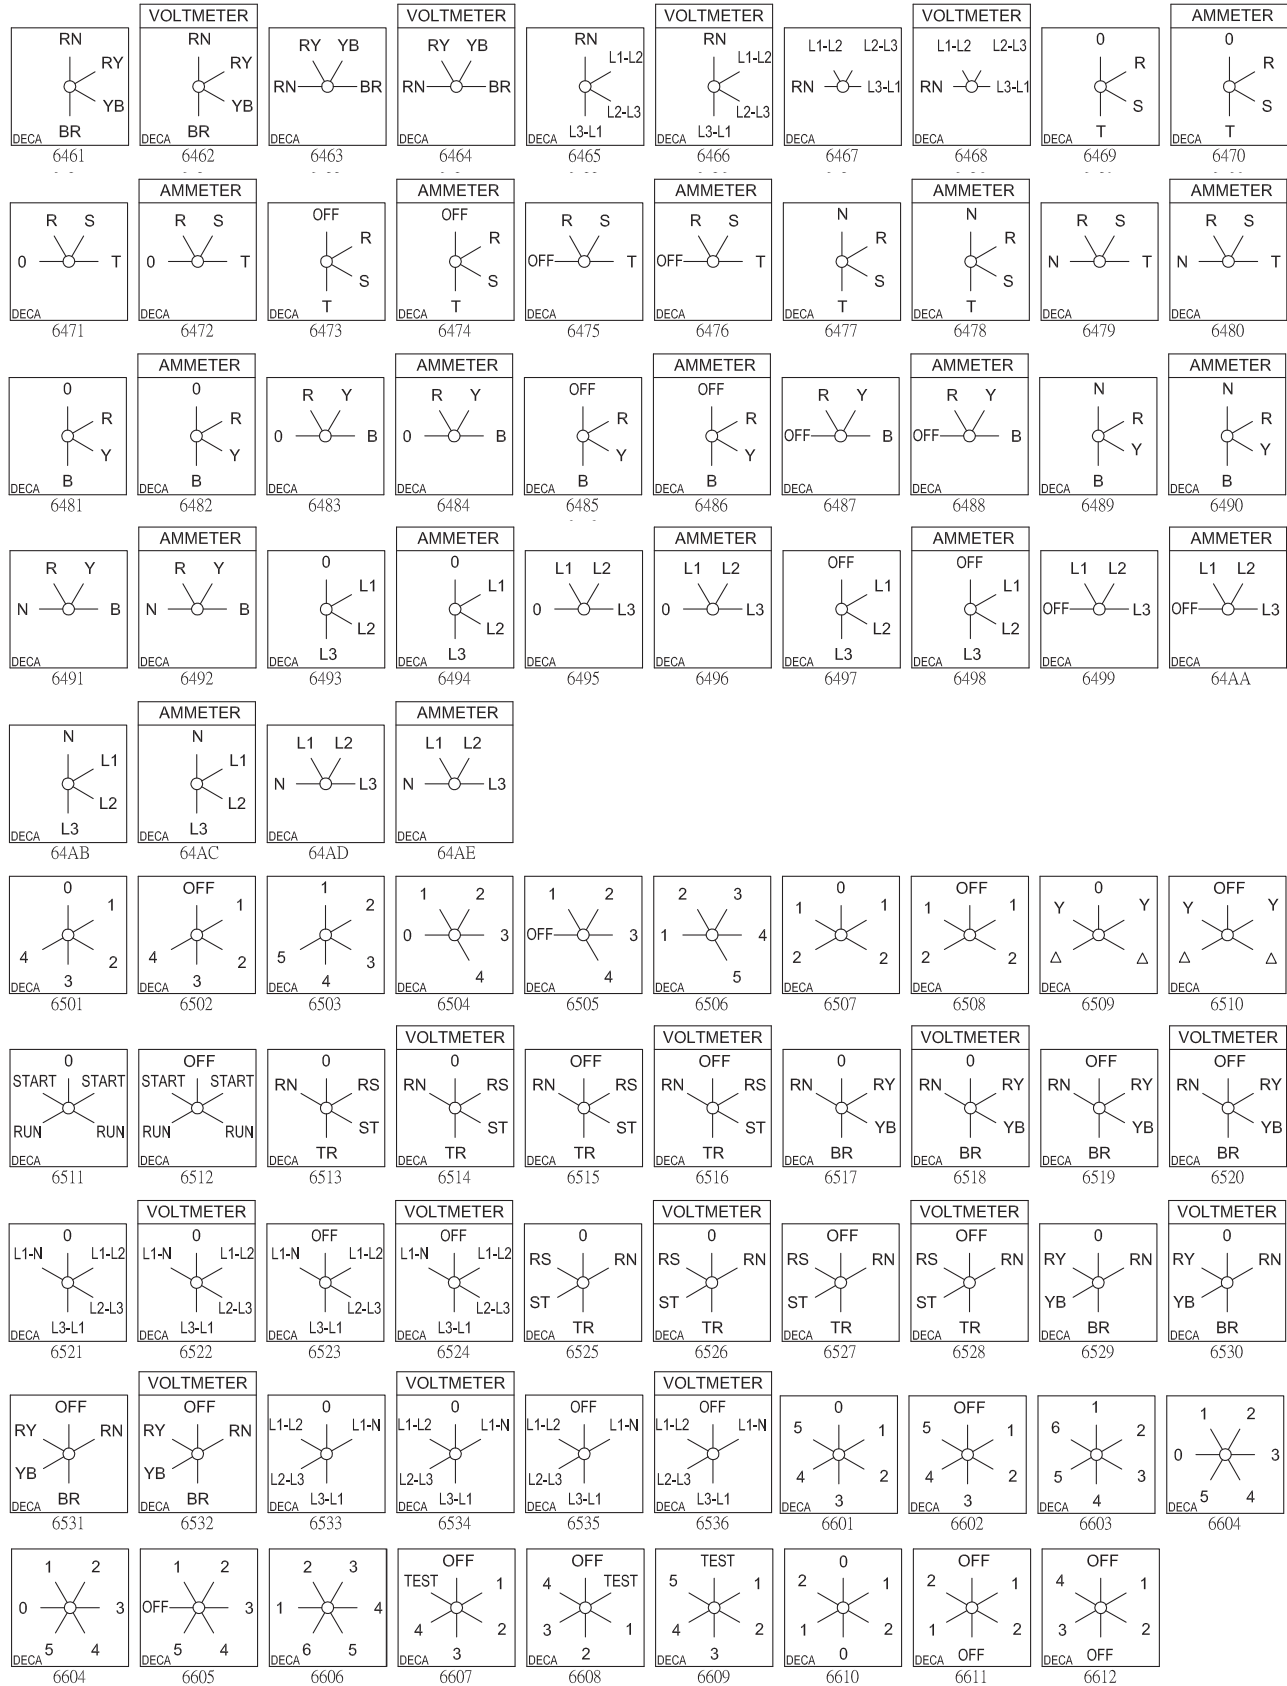 VOLTMETER VOLTMETER VOLTMETER VOLTMETER AMMETER
RN RN RY YB RY YB RN RN L1-L2 L2-L3 L1-L2 L2-L3 0 0
RY RY L1-L2 L1-L2 R R
YB YB RN BR RN BR L2-L3 L2-L3 RN L3-L1 RN L3-L1 S S
BR BR L3-L1 L3-L1 T T
DECA DECA DECA DECA DECA DECA DECA DECA DECA DECA
6461 6462 6463 6464 6465 6466 6467 6468 6469 6470
AMMETER AMMETER AMMETER AMMETER AMMETER
R S R S OFF OFF R S R S N N R S R S
0 T 0 T R R OFF T OFF T R R N T N T
S S S S
T T T T
DECA DECA DECA DECA DECA DECA DECA DECA DECA DECA
6471 6472 6473 6474 6475 6476 6477 6478 6479 6480
AMMETER AMMETER AMMETER AMMETER AMMETER
0 0 R Y R Y OFF OFF R Y R Y N N
R R 0 B 0 B R R OFF B OFF B R R
Y Y Y Y Y Y
B B B B B B
DECA DECA DECA DECA DECA DECA DECA DECA DECA DECA
6481 6482 6483 6484 6485 6486 6487 6488 6489 6490
AMMETER AMMETER AMMETER AMMETER AMMETER
R Y R Y 0 0 L1 L2 L1 L2 OFF OFF L1 L2 L1 L2
N B N B L1 L1 0 L3 0 L3 L1 L1 OFF L3 OFF L3
L2 L2 L2 L2
L3 L3 L3 L3
DECA DECA DECA DECA DECA DECA DECA DECA DECA DECA
6491 6492 6493 6494 6495 6496 6497 6498 6499 64AA
AMMETER AMMETER
N N L1 L2 L1 L2
L1 L1 N L3 N L3
L2 L2
L3 L3
DECA DECA DECA DECA
64AB 64AC 64AD 64AE
0 OFF 1 1 2 1 2 2 3 0 OFF 0 OFF
1 1 2 0 3 OFF 3 1 4 1 1 1 1 Y Y Y Y
4 2 4 2 5 3 4 4 5 2 2 2 2 △ △ △ △
3 3 4
DECA DECA DECA DECA DECA DECA DECA DECA DECA DECA
6501 6502 6503 6504 6505 6506 6507 6508 6509 6510
VOLTMETER VOLTMETER VOLTMETER VOLTMETER
0 OFF 0 0 OFF OFF 0 0 OFF OFF
START START START START RN RS RN RS RN RS RN RS RN RY RN RY RN RY RN RY
RUN RUN RUN RUN ST ST ST ST YB YB YB YB
TR TR TR TR BR BR BR BR
DECA DECA DECA DECA DECA DECA DECA DECA DECA DECA
6511 6512 6513 6514 6515 6516 6517 6518 6519 6520
VOLTMETER VOLTMETER VOLTMETER VOLTMETER VOLTMETER
0 0 OFF OFF 0 0 OFF OFF 0 0
L1-N L1-L2 L1-N L1-L2 L1-N L1-L2 L1-N L1-L2 RS RN RS RN RS RN RS RN RY RN RY RN
L2-L3 L2-L3 L2-L3 L2-L3 ST ST ST ST YB YB
L3-L1 L3-L1 L3-L1 L3-L1 TR TR TR TR BR BR
DECA DECA DECA DECA DECA DECA DECA DECA DECA DECA
6521 6522 6523 6524 6525 6526 6527 6528 6529 6530
VOLTMETER VOLTMETER VOLTMETER
OFF OFF 0 0 OFF OFF 0 OFF 1 1 2
RY RN RY RN L1-L2 L1-N L1-L2 L1-N L1-L2 L1-N L1-L2 L1-N 5 1 5 1 6 2 0 3
YB YB L2-L3 L2-L3 L2-L3 L2-L3 4 2 4 2 5 3 5 4
BR BR L3-L1 L3-L1 L3-L1 L3-L1 3 3 4
DECA DECA DECA DECA DECA DECA DECA DECA DECA DECA
6531 6532 6533 6534 6535 6536 6601 6602 6603 6604
1 2 1 2 2 3 OFF OFF TEST 0 OFF OFF
0 3 OFF 3 1 4 TEST 1 4 TEST 5 1 2 1 2 1 4 1
5 4 5 4 6 5 4 2 3 1 4 2 1 2 1 2 3 2
3 2 3 0 OFF OFF
DECA DECA DECA DECA DECA DECA DECA DECA DECA
6604 6605 6606 6607 6608 6609 6610 6611 6612